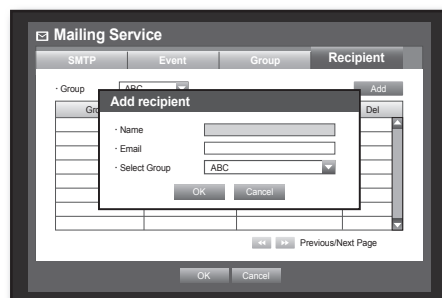 Mailing Service
SMTP Event Group Recipient
· Group ABC Add
Del
Add recipient
· Name
· Email
· Select Group ABC
OK Cancel
Previous/Next Page
OK Cancel